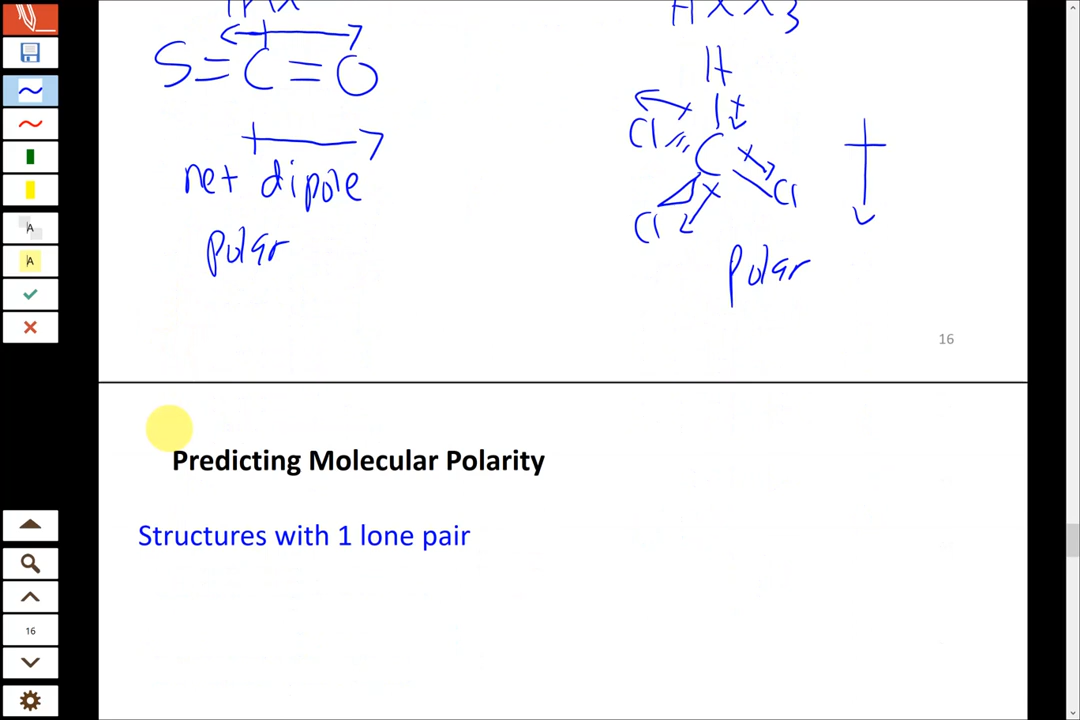 S=C=O
net dipole
polar
H
Cl
C
Cl
Cl
polar
16
Predicting Molecular Polarity
Structures with 1 lone pair
A
A
16